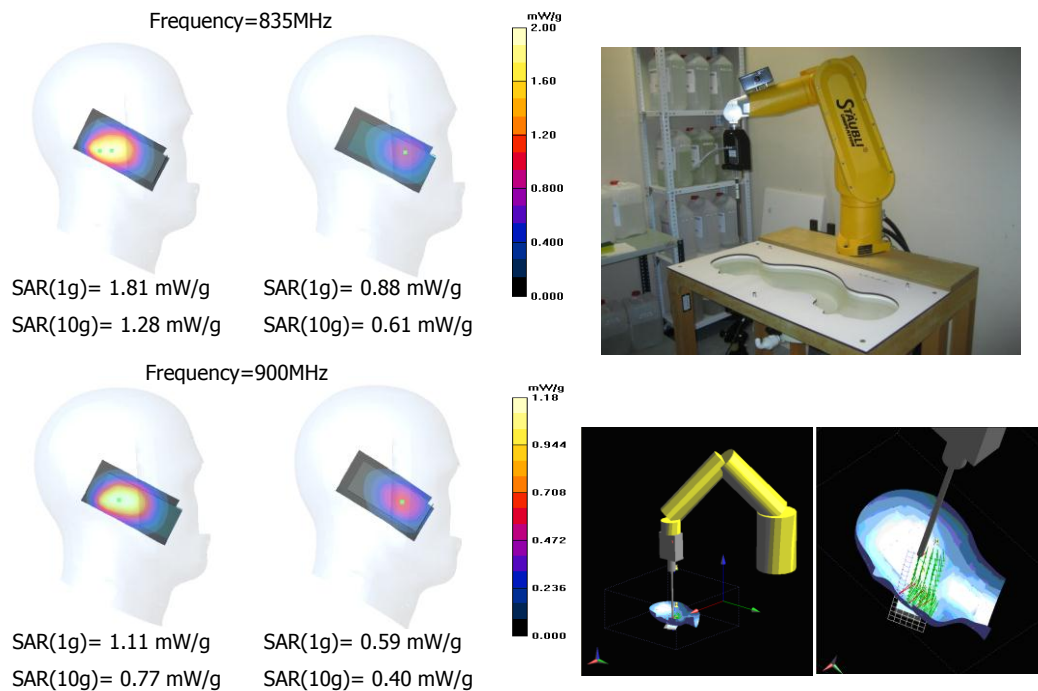 Frequency=835MHz
SAR(1g)= 1.81 mW/g
SAR(1g)= 0.88 mW/g
SAR(10g)= 1.28 mW/g
SAR(10g)= 0.61 mW/g
mW/g
2.00
1.60
1.20
0.800
0.400
0.000
STÄUBLI
Frequency=900MHz
SAR(1g)= 1.11 mW/g
SAR(1g)= 0.59 mW/g
SAR(10g)= 0.77 mW/g
SAR(10g)= 0.40 mW/g
mW/g
1.18
0.944
0.708
0.472
0.236
0.000